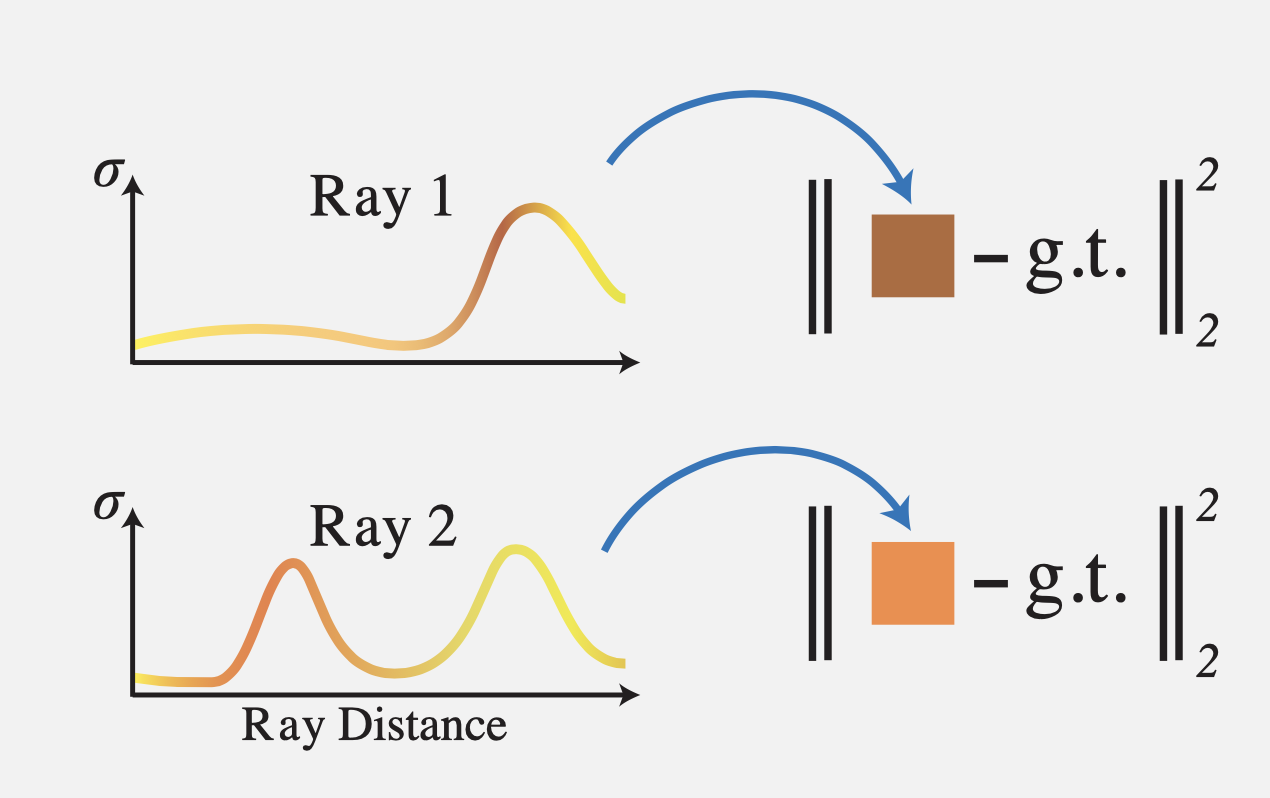 σ
Ray 1
‖ – g.t. ‖
2
2
σ
Ray 2
‖ – g.t. ‖
2
2
Ray Distance